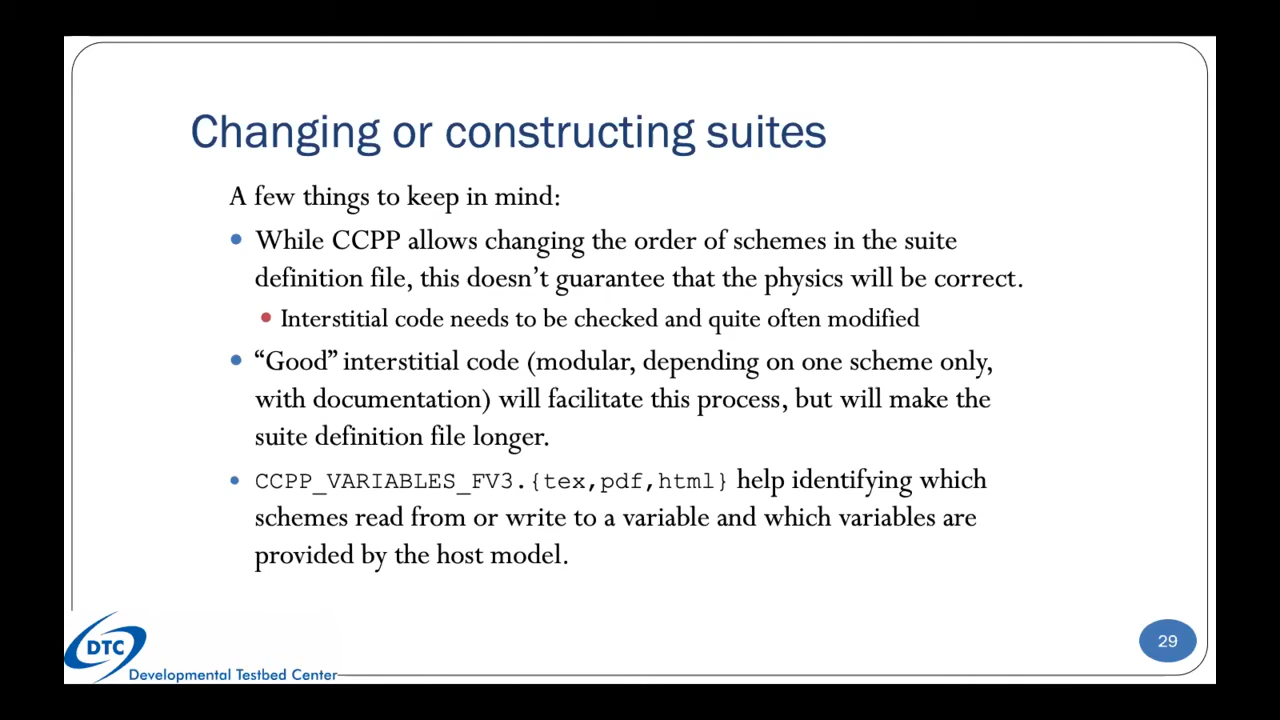 Changing or constructing suites
A few things to keep in mind:
While CCPP allows changing the order of schemes in the suite
definition file, this doesn’t guarantee that the physics will be correct.
Interstitial code needs to be checked and quite often modified
“Good” interstitial code (modular, depending on one scheme only,
with documentation) will facilitate this process, but will make the
suite definition file longer.
CCPP_VARIABLES_FV3.{tex,pdf,html} help identifying which
schemes read from or write to a variable and which variables are
provided by the host model.
DTC
Developmental Testbed Center
29